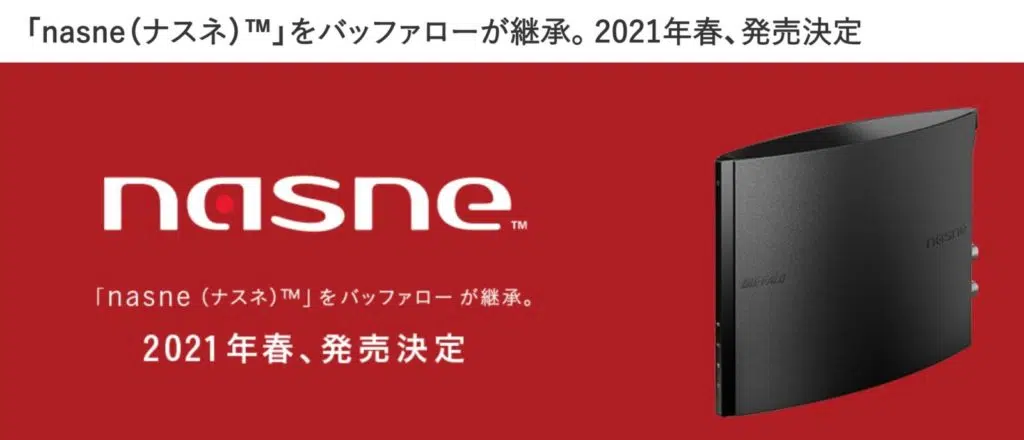 「nasne（ナスネ）™」をバッファローが継承。2021年春、発売決定
nasne™
「nasne（ナスネ）™」をバッファローが継承。
2021年春、発売決定
BUFFALO
nasne